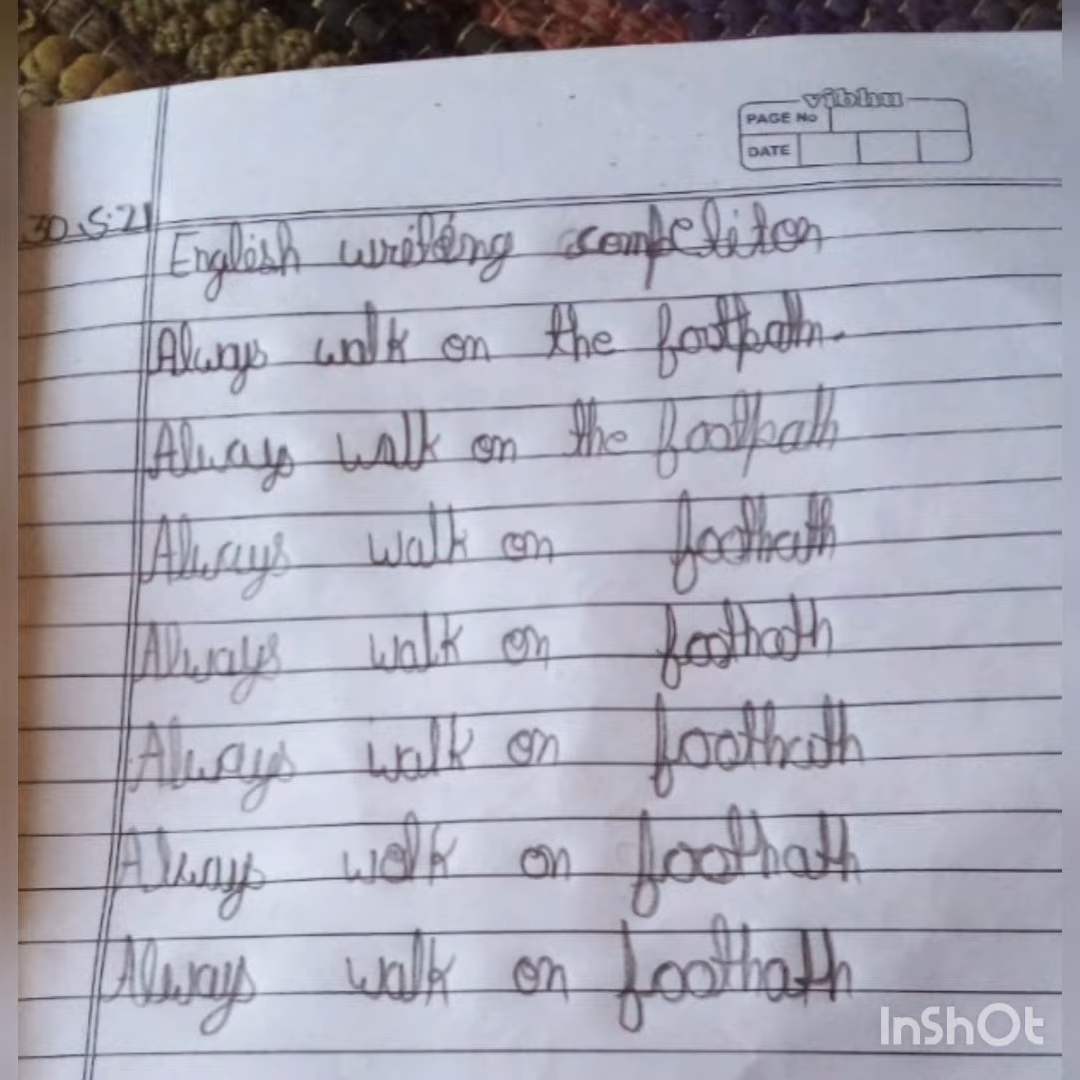 vibhu
PAGE No
DATE
30.5.21
English writing competiton
Always walk on the footpath.
Always walk on the footpath
Always walk on foothath
Always walk on foothath
Always walk on foothath
Always walk on foothath
Always walk on foothath
InShOt